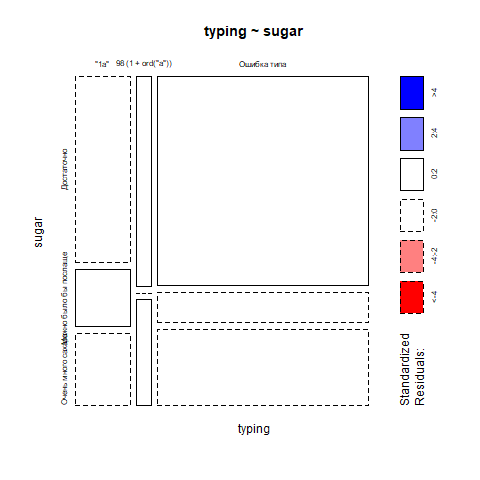 typing ~ sugar
"1a"
98 (1 + ord("a"))
Ошибка типа
Достаточно
Можно было бы послаще
Очень много сахара
sugar
typing
>4
2:4
0:2
-2:0
-4:-2
<-4
Standardized
Residuals: